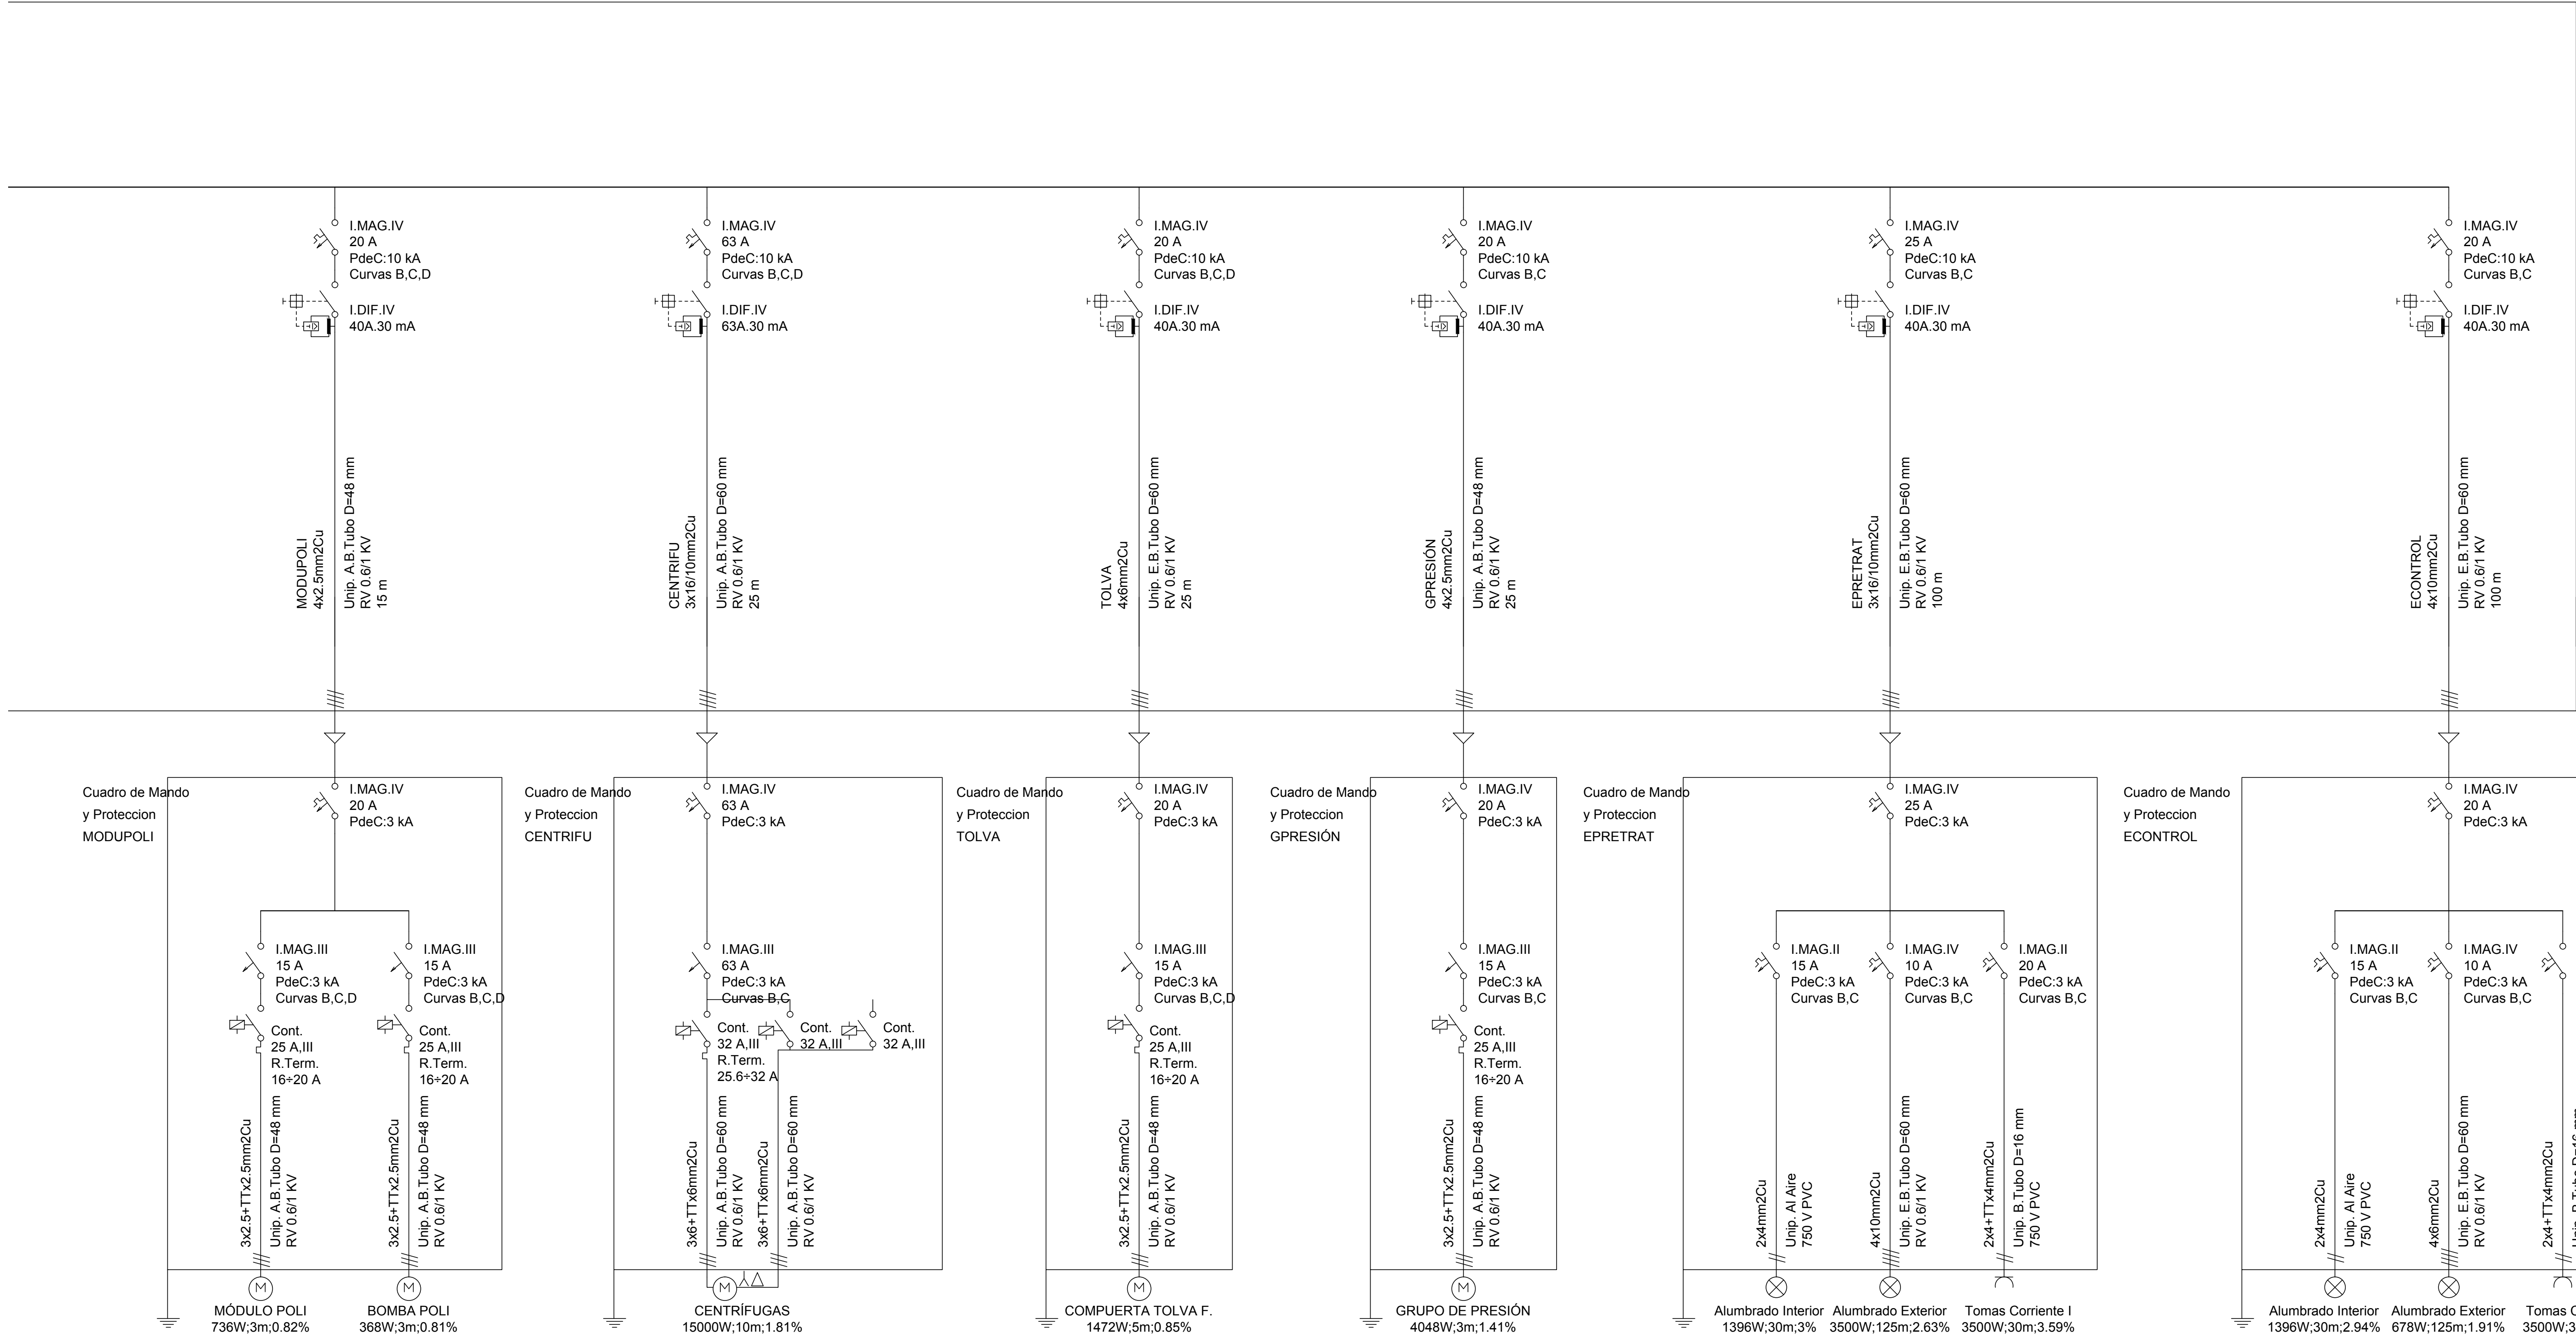 I.MAG.IV
20 A
PdeC:10 kA
Curvas B,C,D
I.DIF.IV
40A.30 mA
MODUPOLI
4x2.5mm2Cu
Unip. A.B.Tubo D=48 mm
RV 0.6/1 KV
15 m
I.MAG.IV
63 A
PdeC:10 kA
Curvas B,C,D
I.DIF.IV
63A.30 mA
CENTRIFU
3x16/10mm2Cu
Unip. A.B.Tubo D=60 mm
RV 0.6/1 KV
25 m
I.MAG.IV
20 A
PdeC:10 kA
Curvas B,C,D
I.DIF.IV
40A.30 mA
TOLVA
4x6mm2Cu
Unip. E.B.Tubo D=60 mm
RV 0.6/1 KV
25 m
I.MAG.IV
20 A
PdeC:10 kA
Curvas B,C
I.DIF.IV
40A.30 mA
GPRESIÓN
4x2.5mm2Cu
Unip. A.B.Tubo D=48 mm
RV 0.6/1 KV
25 m
I.MAG.IV
25 A
PdeC:10 kA
Curvas B,C
I.DIF.IV
40A.30 mA
EPRETRAT
3x16/10mm2Cu
Unip. E.B.Tubo D=60 mm
RV 0.6/1 KV
100 m
I.MAG.IV
20 A
PdeC:10 kA
Curvas B,C
I.DIF.IV
40A.30 mA
ECONTROL
4x10mm2Cu
Unip. E.B.Tubo D=60 mm
RV 0.6/1 KV
100 m
Cuadro de Mando
y Proteccion
MODUPOLI
I.MAG.IV
20 A
PdeC:3 kA
I.MAG.III
15 A
PdeC:3 kA
Curvas B,C,D
Cont.
25 A,III
R.Term.
16÷20 A
3x2.5+TTx2.5mm2Cu
Unip. A.B.Tubo D=48 mm
RV 0.6/1 KV
M
MÓDULO POLI
736W;3m;0.82%
I.MAG.III
15 A
PdeC:3 kA
Curvas B,C,D
Cont.
25 A,III
R.Term.
16÷20 A
3x2.5+TTx2.5mm2Cu
Unip. A.B.Tubo D=48 mm
RV 0.6/1 KV
M
BOMBA POLI
368W;3m;0.81%
Cuadro de Mando
y Proteccion
CENTRIFU
I.MAG.IV
63 A
PdeC:3 kA
I.MAG.III
63 A
PdeC:3 kA
Curvas B,C
Cont.
32 A,III
R.Term.
25.6÷32 A
Cont.
32 A,III
Cont.
32 A,III
3x6+TTx6mm2Cu
Unip. A.B.Tubo D=60 mm
RV 0.6/1 KV
3x6+TTx6mm2Cu
Unip. A.B.Tubo D=60 mm
RV 0.6/1 KV
M
CENTRÍFUGAS
15000W;10m;1.81%
Cuadro de Mando
y Proteccion
TOLVA
I.MAG.IV
20 A
PdeC:3 kA
I.MAG.III
15 A
PdeC:3 kA
Curvas B,C,D
Cont.
25 A,III
R.Term.
16÷20 A
3x2.5+TTx2.5mm2Cu
Unip. A.B.Tubo D=48 mm
RV 0.6/1 KV
M
COMPUERTA TOLVA F.
1472W;5m;0.85%
Cuadro de Mando
y Proteccion
GPRESIÓN
I.MAG.IV
20 A
PdeC:3 kA
I.MAG.III
15 A
PdeC:3 kA
Curvas B,C
Cont.
25 A,III
R.Term.
16÷20 A
3x2.5+TTx2.5mm2Cu
Unip. A.B.Tubo D=48 mm
RV 0.6/1 KV
M
GRUPO DE PRESIÓN
4048W;3m;1.41%
Cuadro de Mando
y Proteccion
EPRETRAT
I.MAG.IV
25 A
PdeC:3 kA
I.MAG.II
15 A
PdeC:3 kA
Curvas B,C
2x4mm2Cu
Unip. Al Aire
750 V PVC
Alumbrado Interior
1396W;30m;3%
I.MAG.IV
10 A
PdeC:3 kA
Curvas B,C
4x10mm2Cu
Unip. E.B.Tubo D=60 mm
RV 0.6/1 KV
Alumbrado Exterior
3500W;125m;2.63%
I.MAG.II
20 A
PdeC:3 kA
Curvas B,C
2x4+TTx4mm2Cu
Unip. B.Tubo D=16 mm
750 V PVC
Tomas Corriente I
3500W;30m;3.59%
Cuadro de Mando
y Proteccion
ECONTROL
I.MAG.IV
20 A
PdeC:3 kA
I.MAG.II
15 A
PdeC:3 kA
Curvas B,C
2x4mm2Cu
Unip. Al Aire
750 V PVC
Alumbrado Interior
1396W;30m;2.94%
I.MAG.IV
10 A
PdeC:3 kA
Curvas B,C
4x6mm2Cu
Unip. E.B.Tubo D=60 mm
RV 0.6/1 KV
Alumbrado Exterior
678W;125m;1.91%
2x4+TTx4mm2Cu
Tomas
3500W;3